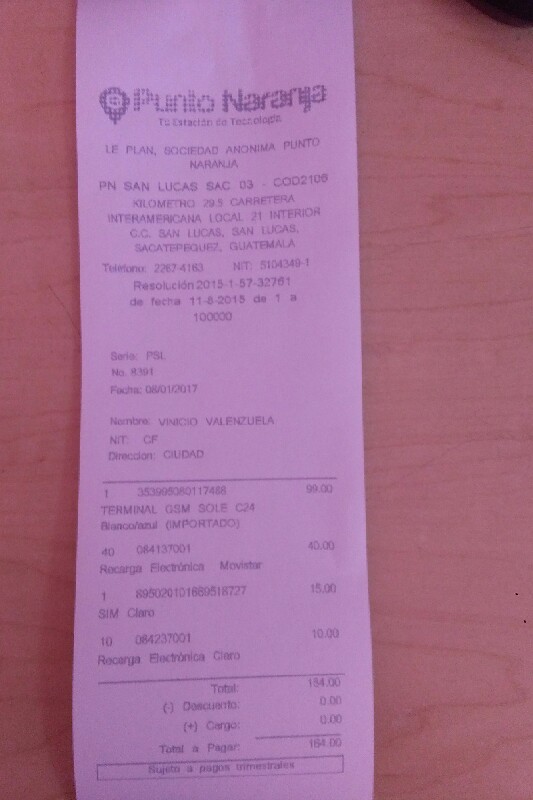 Punto Naranja
Tu Estación de Tecnología
LE PLAN, SOCIEDAD ANONIMA PUNTO
NARANJA
PN SAN LUCAS SAC 03 - COD2106
KILOMETRO 29.5 CARRETERA
INTERAMERICANA LOCAL 21 INTERIOR
C.C. SAN LUCAS, SAN LUCAS,
SACATEPEQUEZ, GUATEMALA
Teléfono: 2267-4163 NIT: 5104349-1
Resolución 2015-1-57-32761
de fecha 11-8-2015 de 1 a
100000
Serie: PSL
No. 8391
Fecha: 08/01/2017
Nombre: VINICIO VALENZUELA
NIT: CF
Direccion: CIUDAD
1 353995080117468 99.00
TERMINAL GSM SOLE C24
Blanco/azul (IMPORTADO)
40 084137001 40.00
Recarga Electrónica Movistar
1 895020101689518727 15.00
SIM Claro
10 084237001 10.00
Recarga Electrónica Claro
Total: 164.00
(-) Descuento: 0.00
(+) Cargo: 0.00
Total a Pagar: 164.00
Sujeto a pagos trimestrales